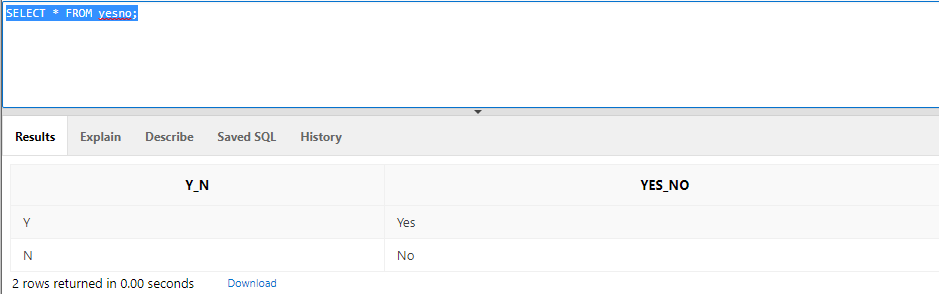 SELECT * FROM yesno;
Results Explain Describe Saved SQL History
Y_N YES_NO
Y Yes
N No
2 rows returned in 0.00 seconds Download